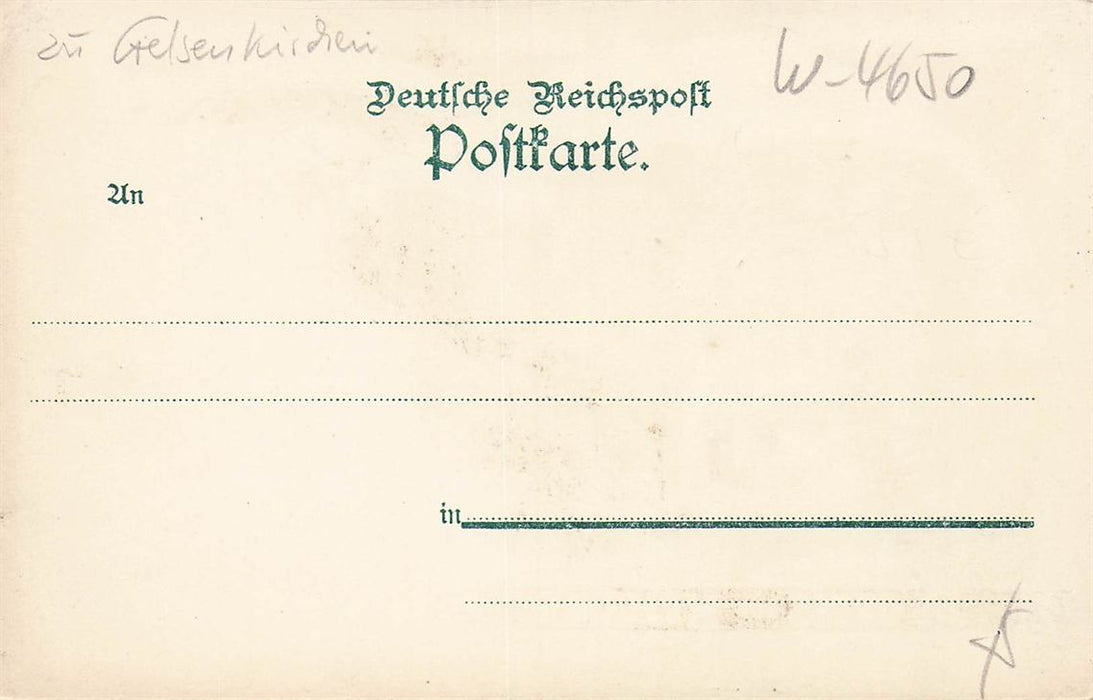 zu Gelsenkirchen
W-4650
Deutsche Reichspost
Postkarte.
An
in